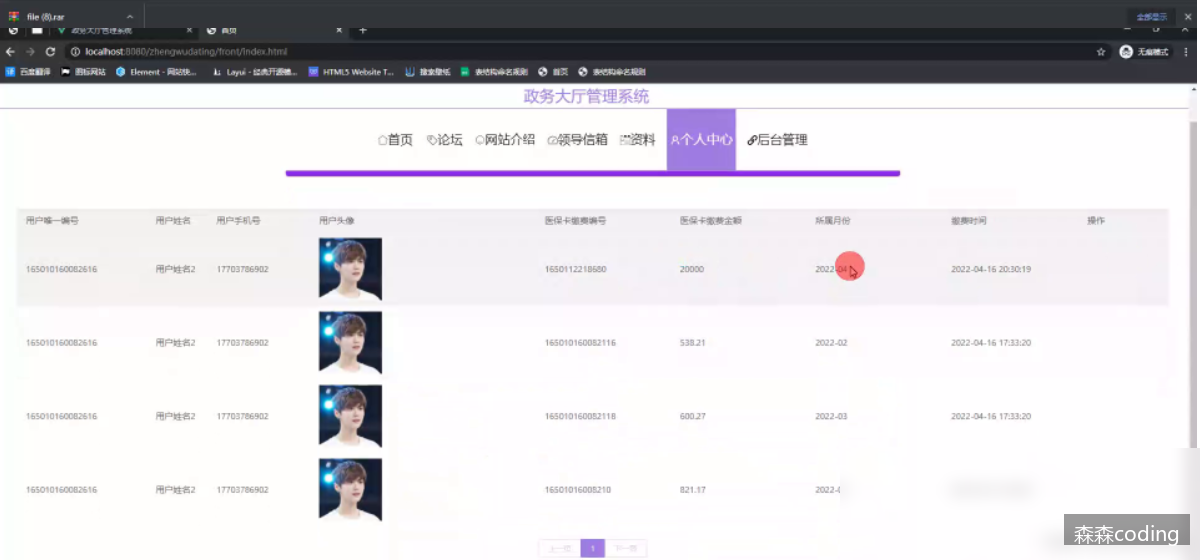 file (8).rar
全部显示
政务大厅管理系统
首页
localhost:8080/zhengwudating/front/index.html
无痕模式
百度翻译 图标网站 Element - 网站快... Layui - 经典开源模... HTML5 Website T... 搜索壁纸 表结构命名规则 首页 表结构命名规则
政务大厅管理系统
首页 论坛 网站介绍 领导信箱 资料 个人中心 后台管理
用户唯一编号 用户姓名 用户手机号 用户头像 医保卡缴费编号 医保卡缴费金额 所属月份 缴费时间 操作
165010160082616 用户姓名2 17703786902 1650112218680 20000 2022-04 2022-04-16 20:30:19
165010160082616 用户姓名2 17703786902 165010160082116 538.21 2022-02 2022-04-16 17:33:20
165010160082616 用户姓名2 17703786902 165010160082118 600.27 2022-03 2022-04-16 17:33:20
165010160082616 用户姓名2 17703786902 16501016008210 821.17 2022-
上一页 1 下一页
森森coding